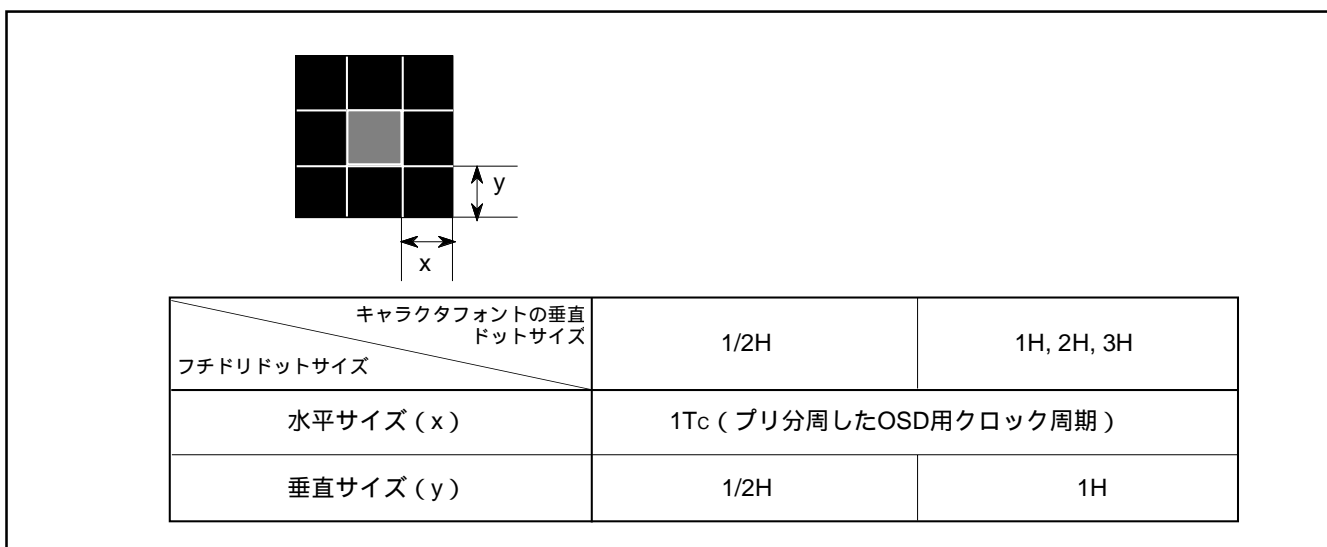 y
x
キャラクタフォントの垂直
ドットサイズ
フチドリドットサイズ
1/2H
1H, 2H, 3H
水平サイズ ( x )
1Tc ( プリ分周したOSD用クロック周期 )
垂直サイズ ( y )
1/2H
1H